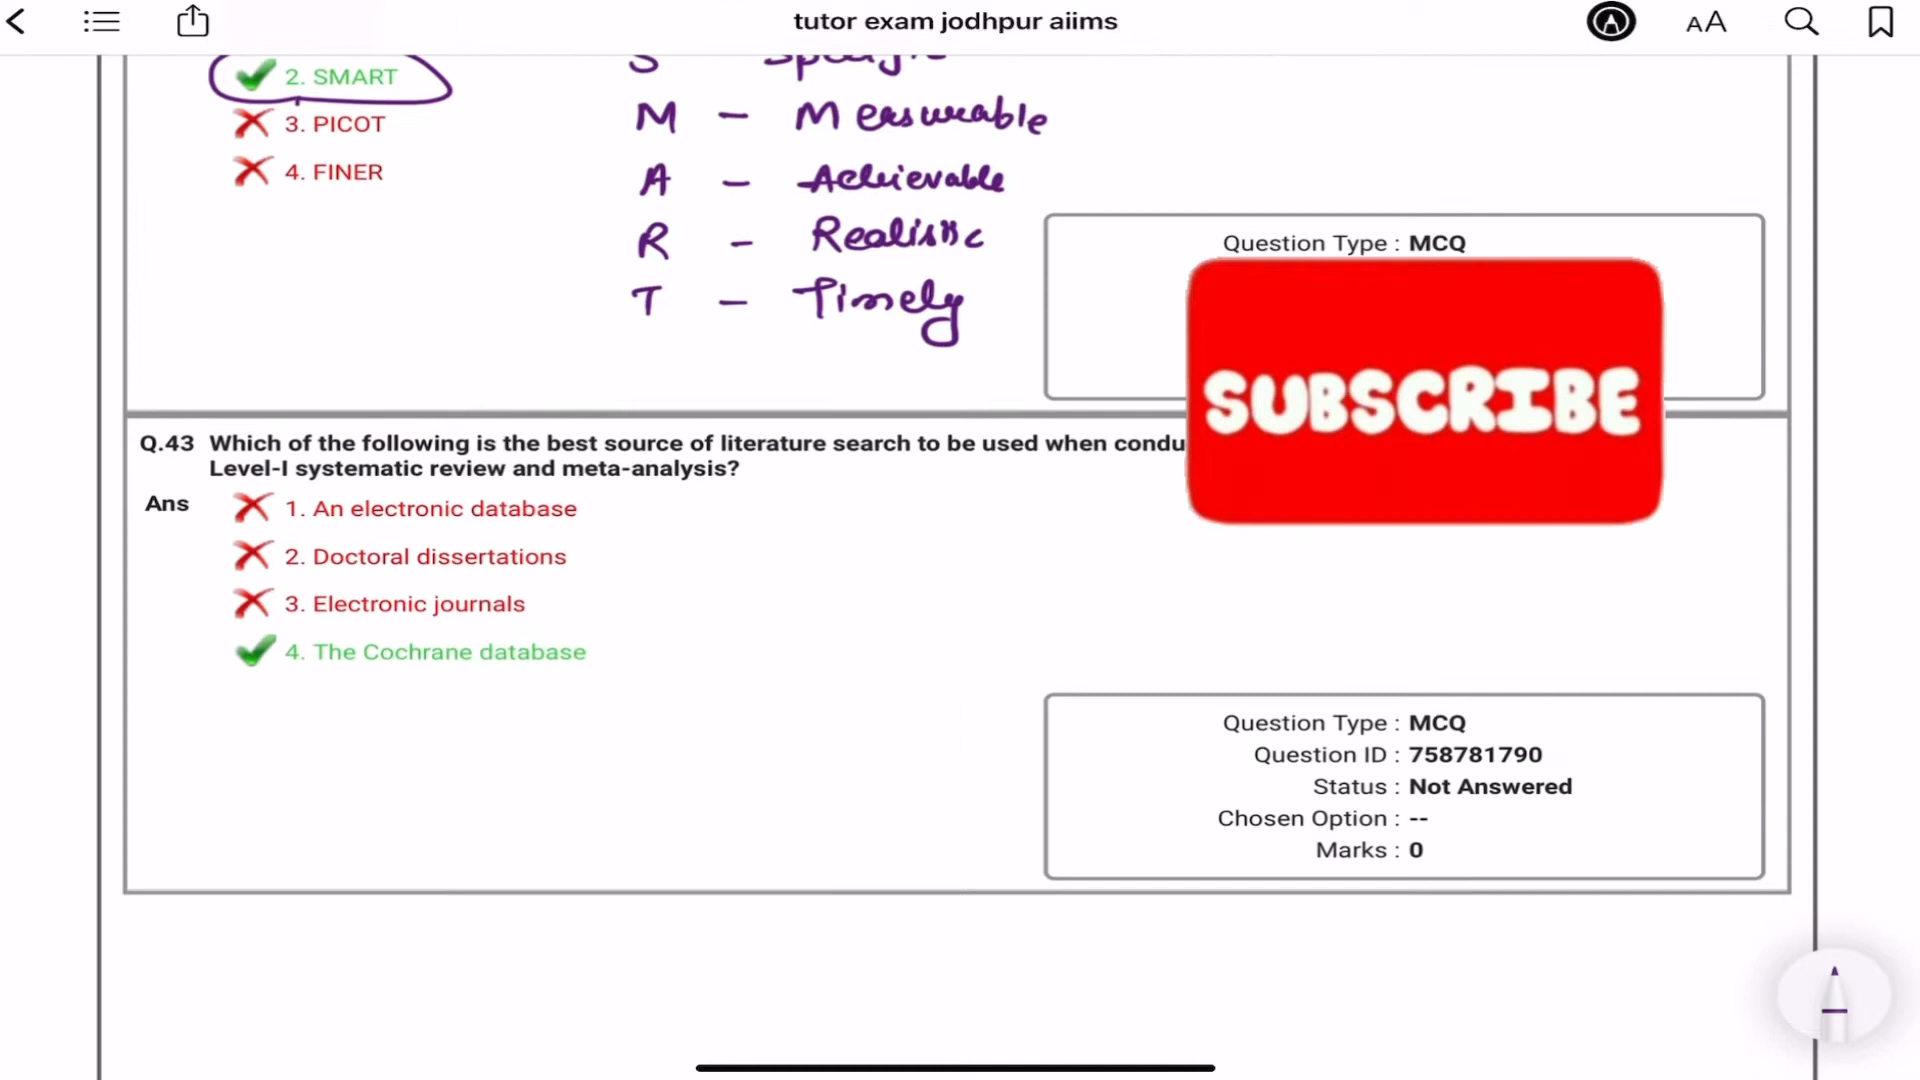 tutor exam jodhpur aiims
AA
2. SMART
S
3. PICOT
M - Measurable
4. FINER
A - Achievable
R - Realistic
T - Timely
Question Type : MCQ
SUBSCRIBE
Q.43 Which of the following is the best source of literature search to be used when condu
Level-I systematic review and meta-analysis?
Ans
1. An electronic database
2. Doctoral dissertations
3. Electronic journals
4. The Cochrane database
Question Type : MCQ
Question ID : 758781790
Status : Not Answered
Chosen Option : --
Marks : 0